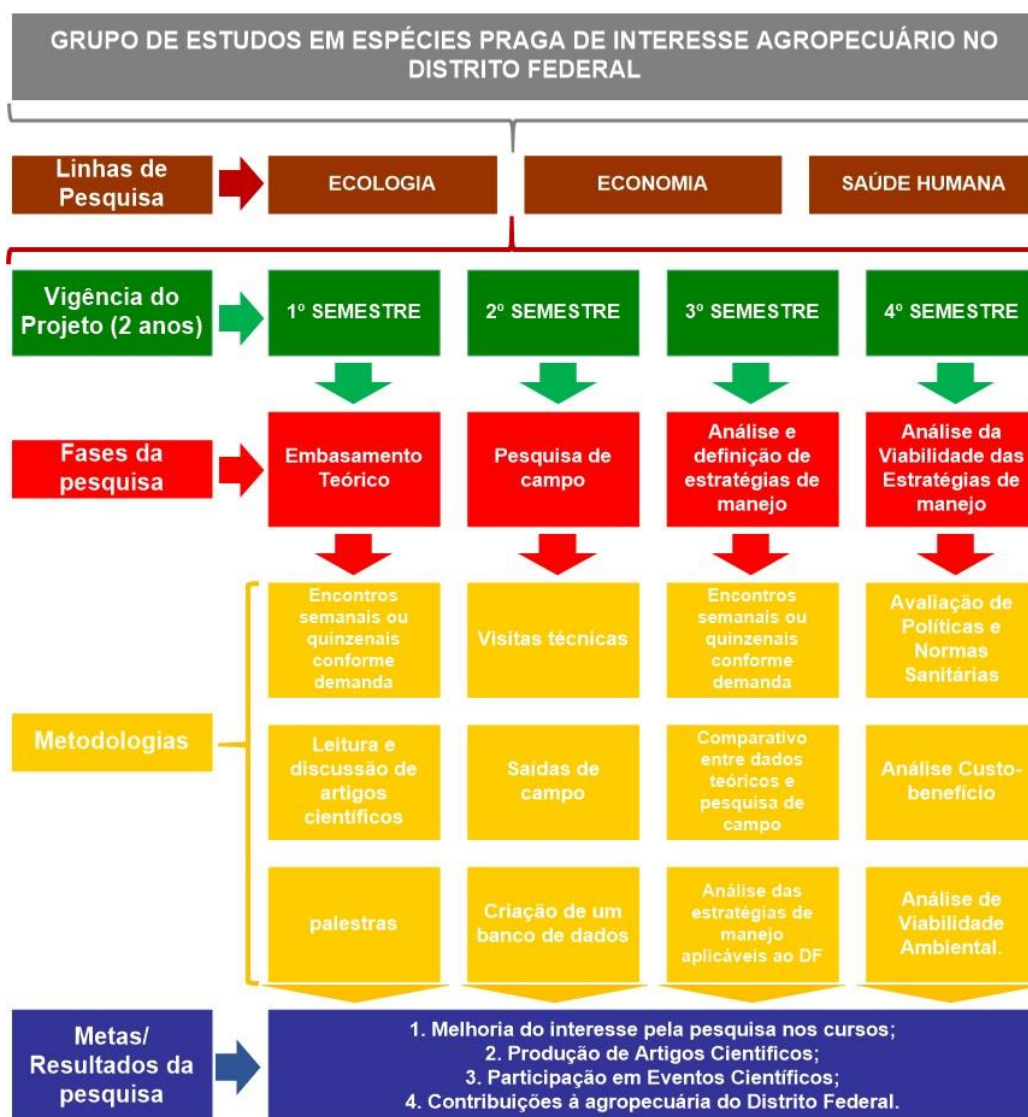 GRUPO DE ESTUDOS EM ESPÉCIES PRAGA DE INTERESSE AGROPECUÁRIO NO
DISTRITO FEDERAL
Linhas de
Pesquisa
ECOLOGIA
ECONOMIA
SAÚDE HUMANA
Vigência do
Projeto (2 anos)
1º SEMESTRE
2º SEMESTRE
3º SEMESTRE
4º SEMESTRE
Fases da
pesquisa
Embasamento
Teórico
Pesquisa de
campo
Análise e
definição de
estratégias de
manejo
Análise da
Viabilidade das
Estratégias de
manejo
Metodologias
Encontros
semanais ou
quinzenais
conforme
demanda
Visitas técnicas
Encontros
semanais ou
quinzenais
conforme
demanda
Avaliação de
Políticas e
Normas
Sanitárias
Leitura e
discussão de
artigos
científicos
Saídas de
campo
Comparativo
entre dados
teóricos e
pesquisa de
campo
Análise Custo-
benefício
palestras
Criação de um
banco de dados
Análise das
estratégias de
manejo
aplicáveis ao DF
Análise de
Viabilidade
Ambiental.
Metas/
Resultados da
pesquisa
1. Melhoria do interesse pela pesquisa nos cursos;
2. Produção de Artigos Cientificos;
3. Participação em Eventos Científicos;
4. Contribuições à agropecuária do Distrito Federal.